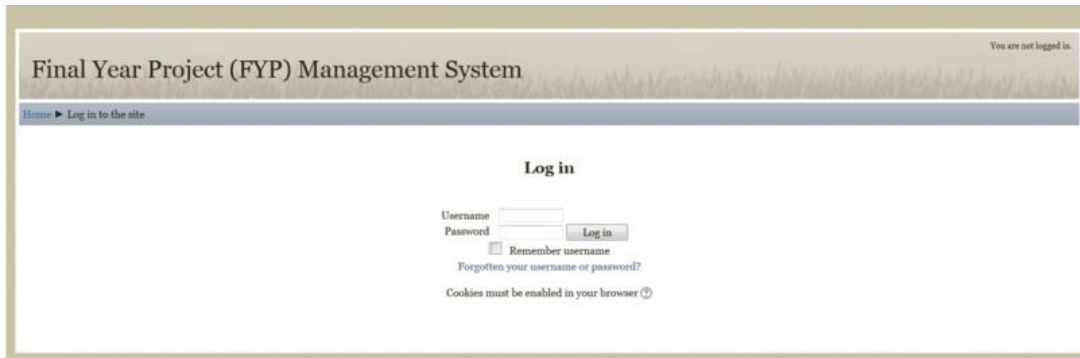 You are not logged in.
Final Year Project (FYP) Management System
Home ► Log in to the site
Log in
Username
Password Log in
Remember username
Forgotten your username or password?
Cookies must be enabled in your browser ?